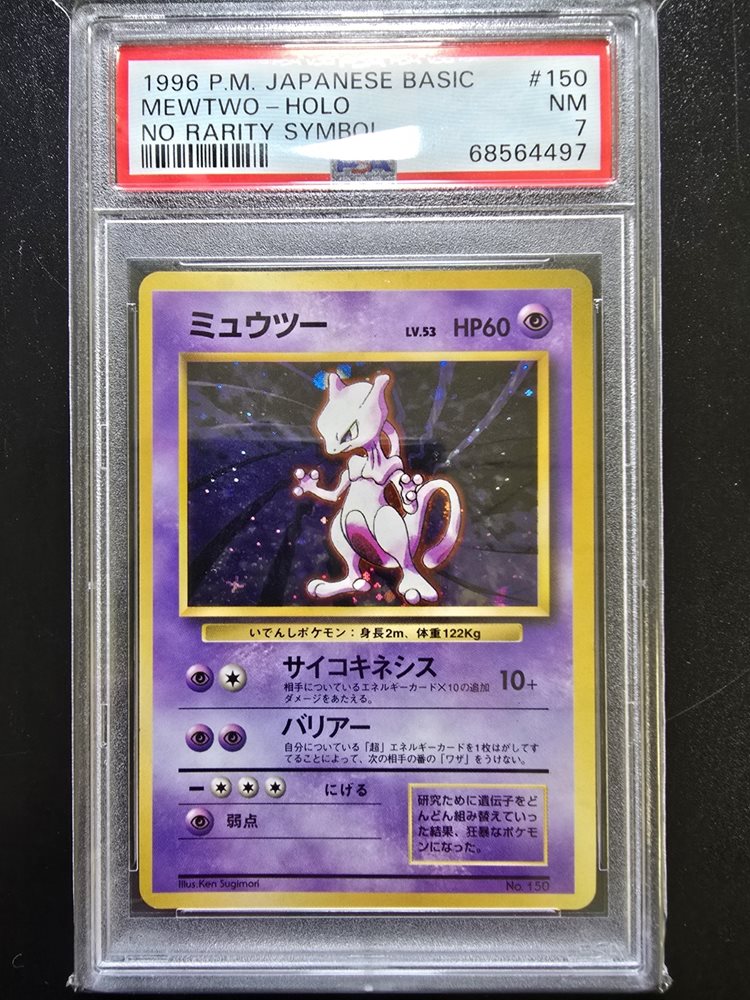 1996 P.M. JAPANESE BASIC #150
MEWTWO-HOLO NM
NO RARITY SYMBOL 7
68564497
ミュウツー LV.53 HP60
いでんしポケモン：身長2m、体重122Kg
サイコキネシス 10+
相手についているエネルギーカード×10の追加
ダメージをあたえる。
バリアー
自分についている「超」エネルギーカードを1枚はがしてす
てることによって、次の相手の番の「ワザ」をうけない。
にげる
弱点
研究ために遺伝子をど
んどん組み替えていっ
た結果、狂暴なポケモ
ンになった。
Illus.Ken Sugimori No.150